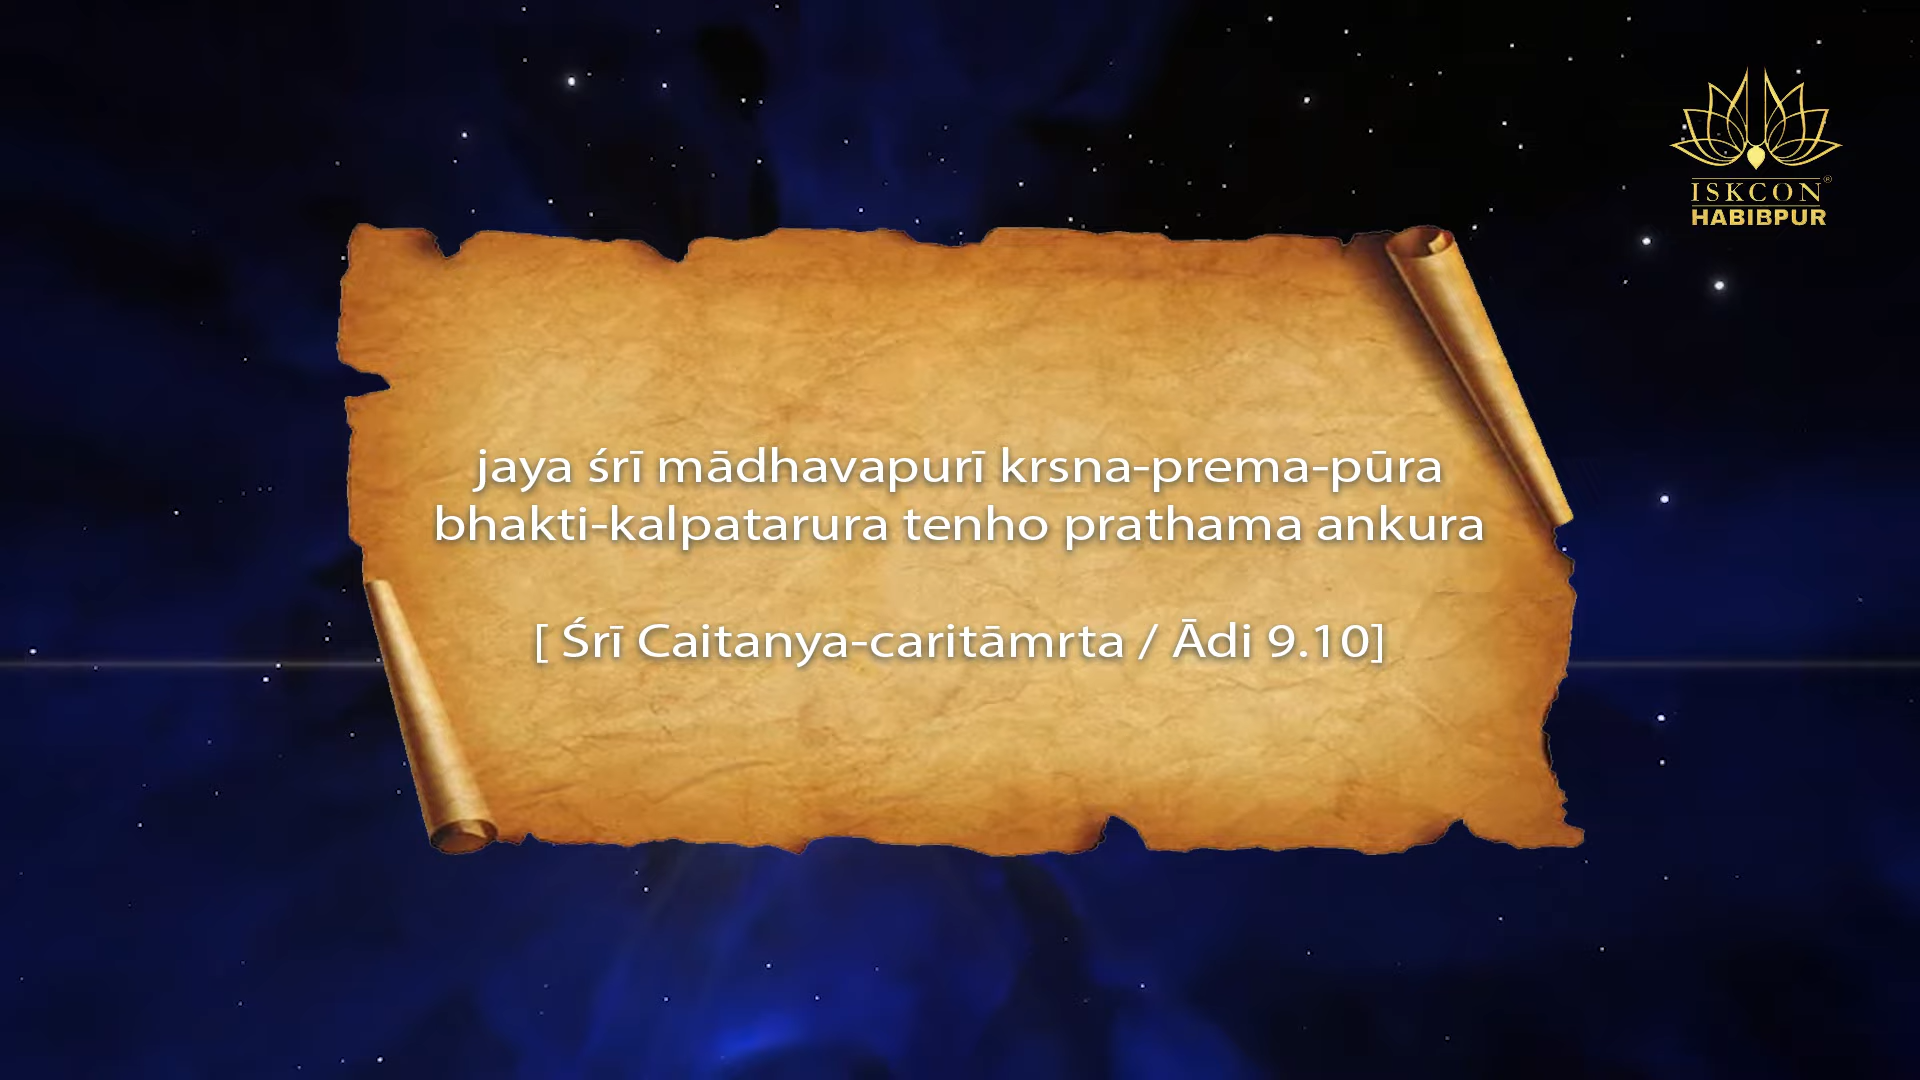 ISKCON®
HABIBPUR
jaya śrī mādhavapurī krsna-prema-pūra
bhakti-kalpatarura tenho prathama ankura
[ Śrī Caitanya-caritāmrta / Ādi 9.10]